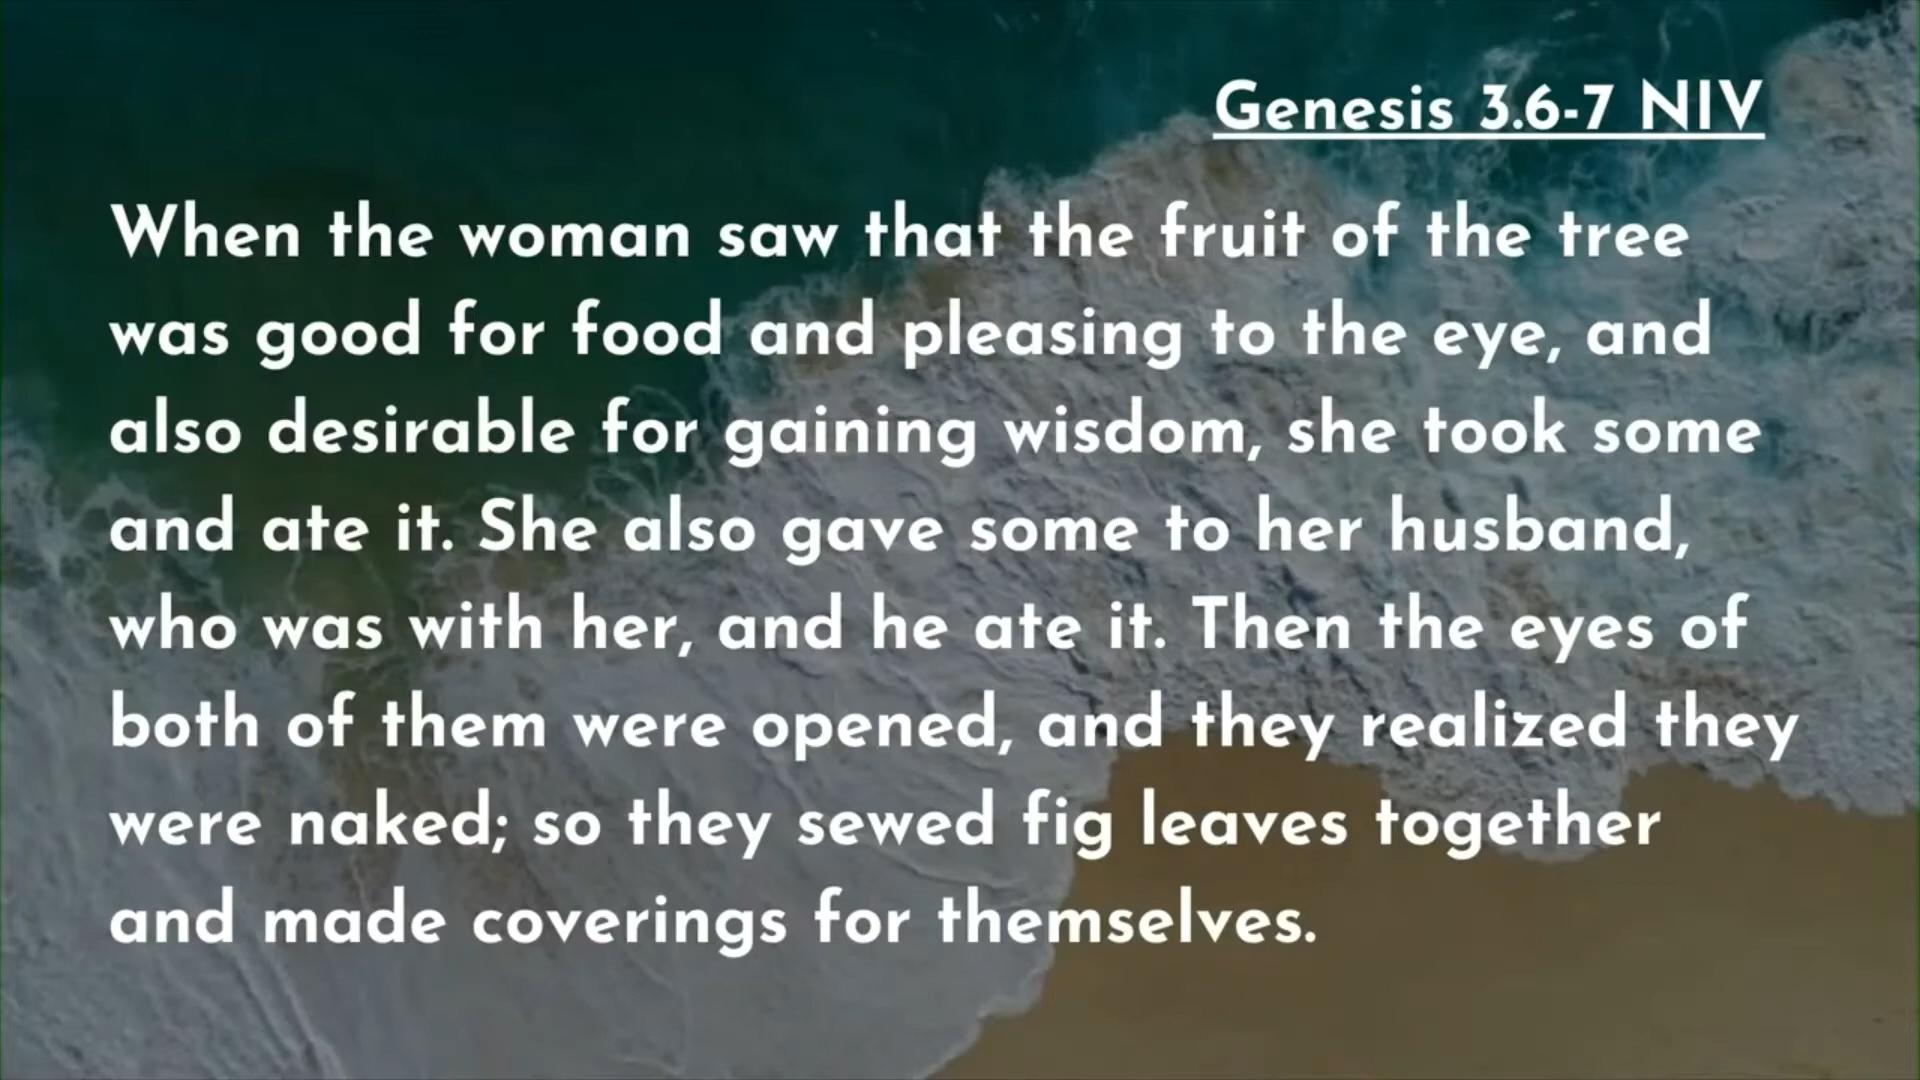 Genesis 3.6-7 NIV
When the woman saw that the fruit of the tree
was good for food and pleasing to the eye, and
also desirable for gaining wisdom, she took some
and ate it. She also gave some to her husband,
who was with her, and he ate it. Then the eyes of
both of them were opened, and they realized they
were naked; so they sewed fig leaves together
and made coverings for themselves.